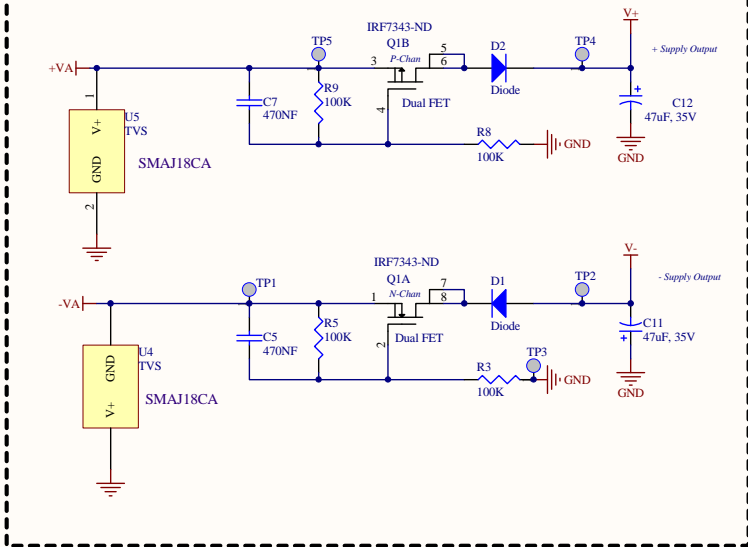 V+
IRF7343-ND
TP5
Q1B
D2
TP4
+ Supply Output
P-Chan
3
5
6
+VA
1
U5
TVS
C7
470NF
R9
100K
4
Dual FET
Diode
C12
47uF, 35V
V+
GND
SMAJ18CA
R8
100K
GND
GND
2
IRF7343-ND
V-
TP1
Q1A
D1
TP2
- Supply Output
N-Chan
1
7
8
-VA
U4
TVS
C5
470NF
R5
100K
2
Dual FET
Diode
C11
47uF, 35V
GND
V+
SMAJ18CA
TP3
R3
100K
GND
GND